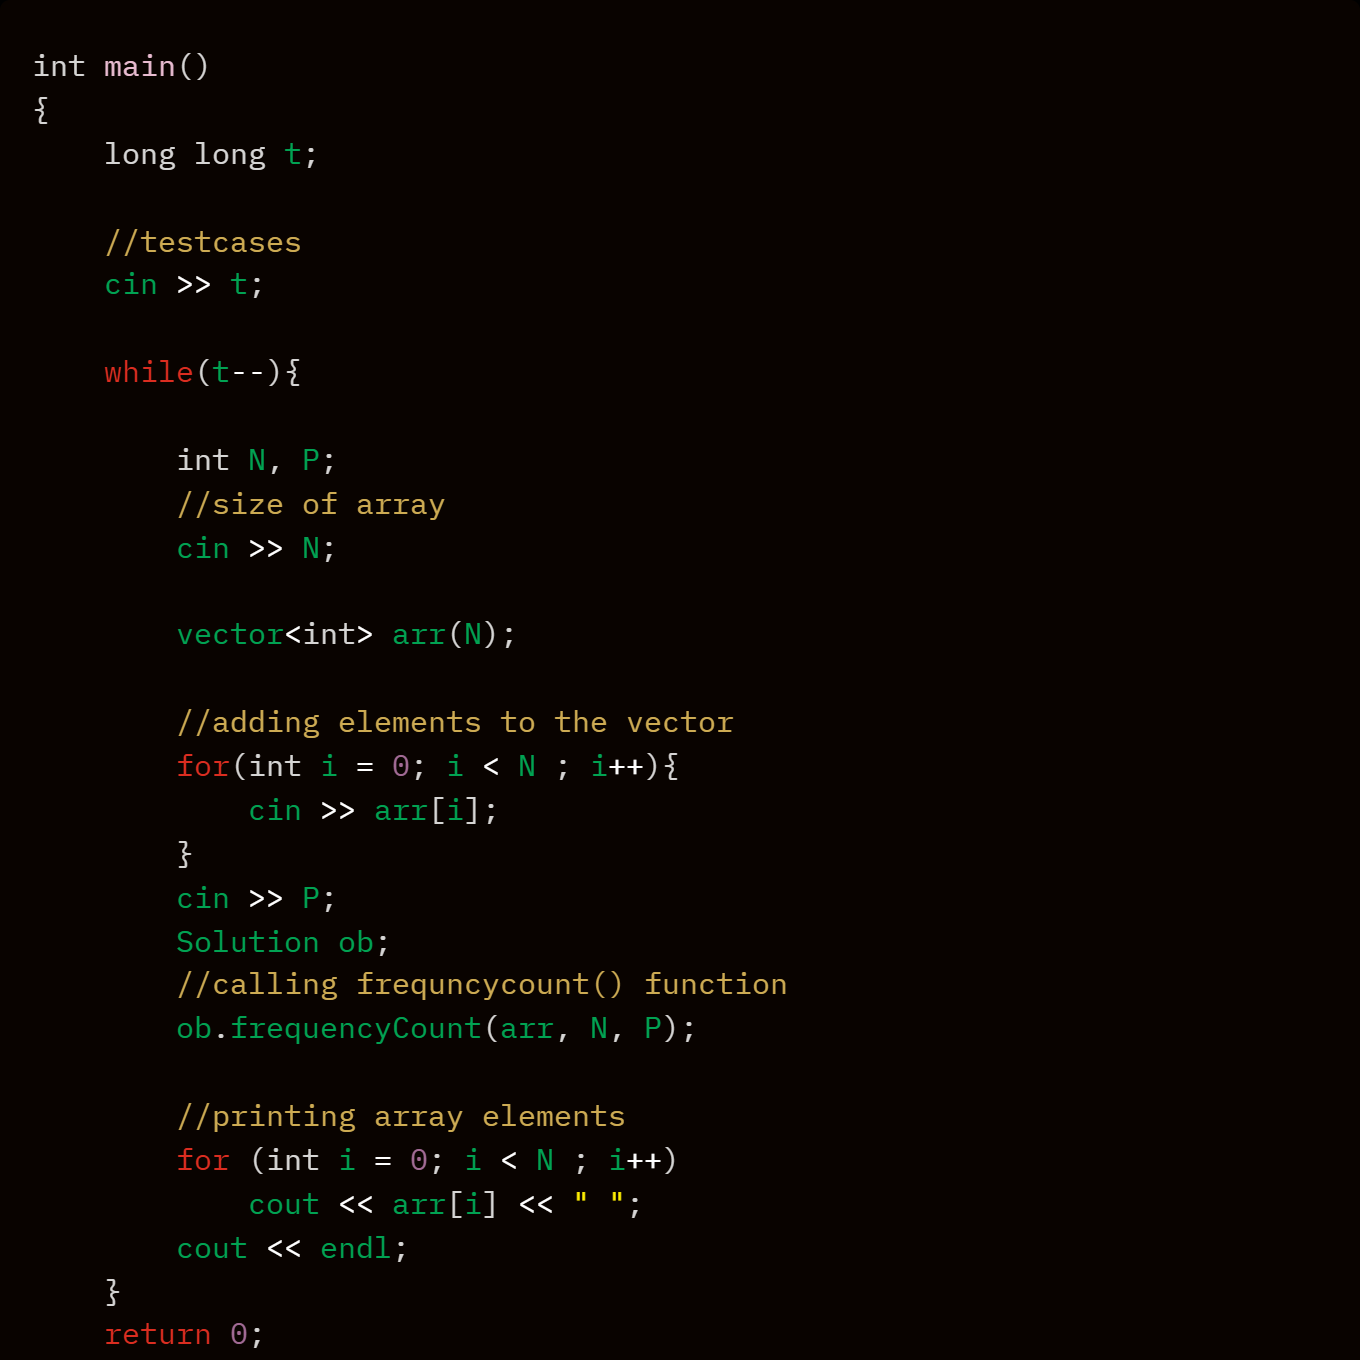 int main()
{
    long long t;

    //testcases
    cin >> t;

    while(t--){

        int N, P;
        //size of array
        cin >> N;

        vector<int> arr(N);

        //adding elements to the vector
        for(int i = 0; i < N ; i++){
            cin >> arr[i];
        }
        cin >> P;
        Solution ob;
        //calling frequncycount() function
        ob.frequencyCount(arr, N, P);

        //printing array elements
        for (int i = 0; i < N ; i++)
            cout << arr[i] << " ";
        cout << endl;
    }
    return 0;